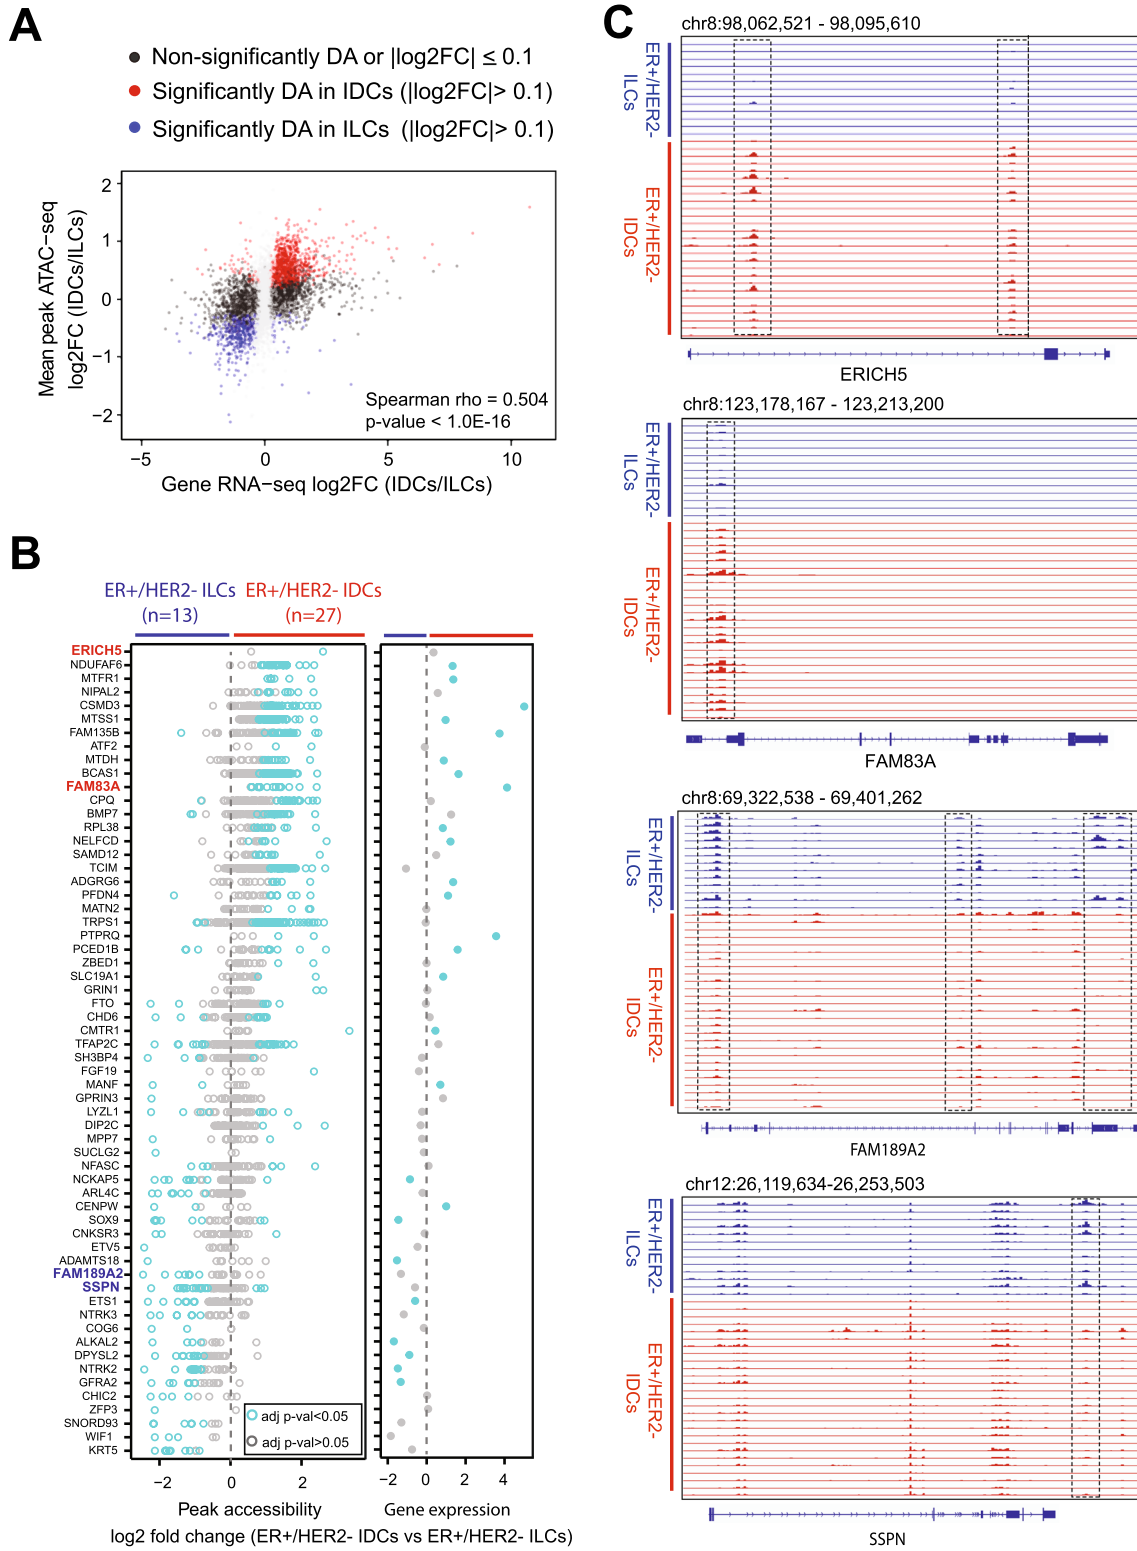 A
Non-significantly DA or |log2FC| ≤ 0.1
Significantly DA in IDCs (|log2FC|> 0.1)
Significantly DA in ILCs (|log2FC|> 0.1)
Mean peak ATAC−seq
log2FC (IDCs/ILCs)
2
1
0
−1
−2
Spearman rho = 0.504
p-value < 1.0E-16
−5
0
5
10
Gene RNA−seq log2FC (IDCs/ILCs)
B
ER+/HER2- ILCs
(n=13)
ER+/HER2- IDCs
(n=27)
ERICH5
NDUFAF6
MTFR1
NIPAL2
CSMD3
MTSS1
FAM135B
ATF2
MTDH
BCAS1
FAM83A
CPQ
BMP7
RPL38
NELFCD
SAMD12
TCIM
ADGRG6
PFDN4
MATN2
TRPS1
PTPRQ
PCED1B
ZBED1
SLC19A1
GRIN1
FTO
CHD6
CMTR1
TFAP2C
SH3BP4
FGF19
MANF
GPRIN3
LYZL1
DIP2C
MPP7
SUCLG2
NFASC
NCKAP5
ARL4C
CENPW
SOX9
CNKSR3
ETV5
ADAMTS18
FAM189A2
SSPN
ETS1
NTRK3
COG6
ALKAL2
DPYSL2
NTRK2
GFRA2
CHIC2
ZFP3
SNORD93
WIF1
KRT5
adj p-val<0.05
adj p-val>0.05
−2
0
2
−2
0
2
4
Peak accessibility
Gene expression
log2 fold change (ER+/HER2- IDCs vs ER+/HER2- ILCs)
C
chr8:98,062,521 - 98,095,610
ER+/HER2-
ILCs
ER+/HER2-
IDCs
ERICH5
chr8:123,178,167 - 123,213,200
ER+/HER2-
ILCs
ER+/HER2-
IDCs
FAM83A
chr8:69,322,538 - 69,401,262
ER+/HER2-
ILCs
ER+/HER2-
IDCs
FAM189A2
chr12:26,119,634-26,253,503
ER+/HER2-
ILCs
ER+/HER2-
IDCs
SSPN